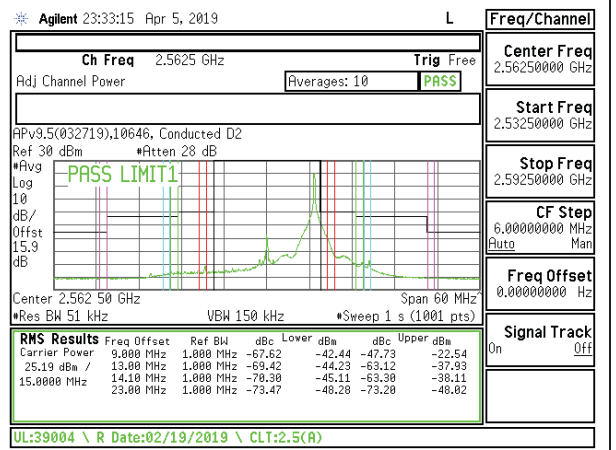 Agilent 23:33:15 Apr 5, 2019 L
Freq/Channel
Ch Freq 2.5625 GHz Trig Free
Adj Channel Power Averages: 10 PASS
APv9.5(032719),10646, Conducted D2
Ref 30 dBm #Atten 28 dB
#Avg
Log
10
dB/
Offst
15.9
dB
PASS LIMIT1
Center 2.562 50 GHz Span 60 MHz^
#Res BW 51 kHz VBW 150 kHz #Sweep 1 s (1001 pts)
RMS Results Freq Offset Ref BW dBc Lower dBm dBc Upper dBm
Carrier Power 9.000 MHz 1.000 MHz -67.62 -42.44 -47.73 -22.54
25.19 dBm / 13.00 MHz 1.000 MHz -69.42 -44.23 -63.12 -37.93
15.0000 MHz 14.10 MHz 1.000 MHz -70.30 -45.11 -63.30 -38.11
23.00 MHz 1.000 MHz -73.47 -48.28 -73.20 -48.02
UL:39004 \ R Date:02/19/2019 \ CLT:2.5(A)
Center Freq
2.56250000 GHz
Start Freq
2.53250000 GHz
Stop Freq
2.59250000 GHz
CF Step
6.00000000 MHz
Auto Man
Freq Offset
0.00000000 Hz
Signal Track
On Off